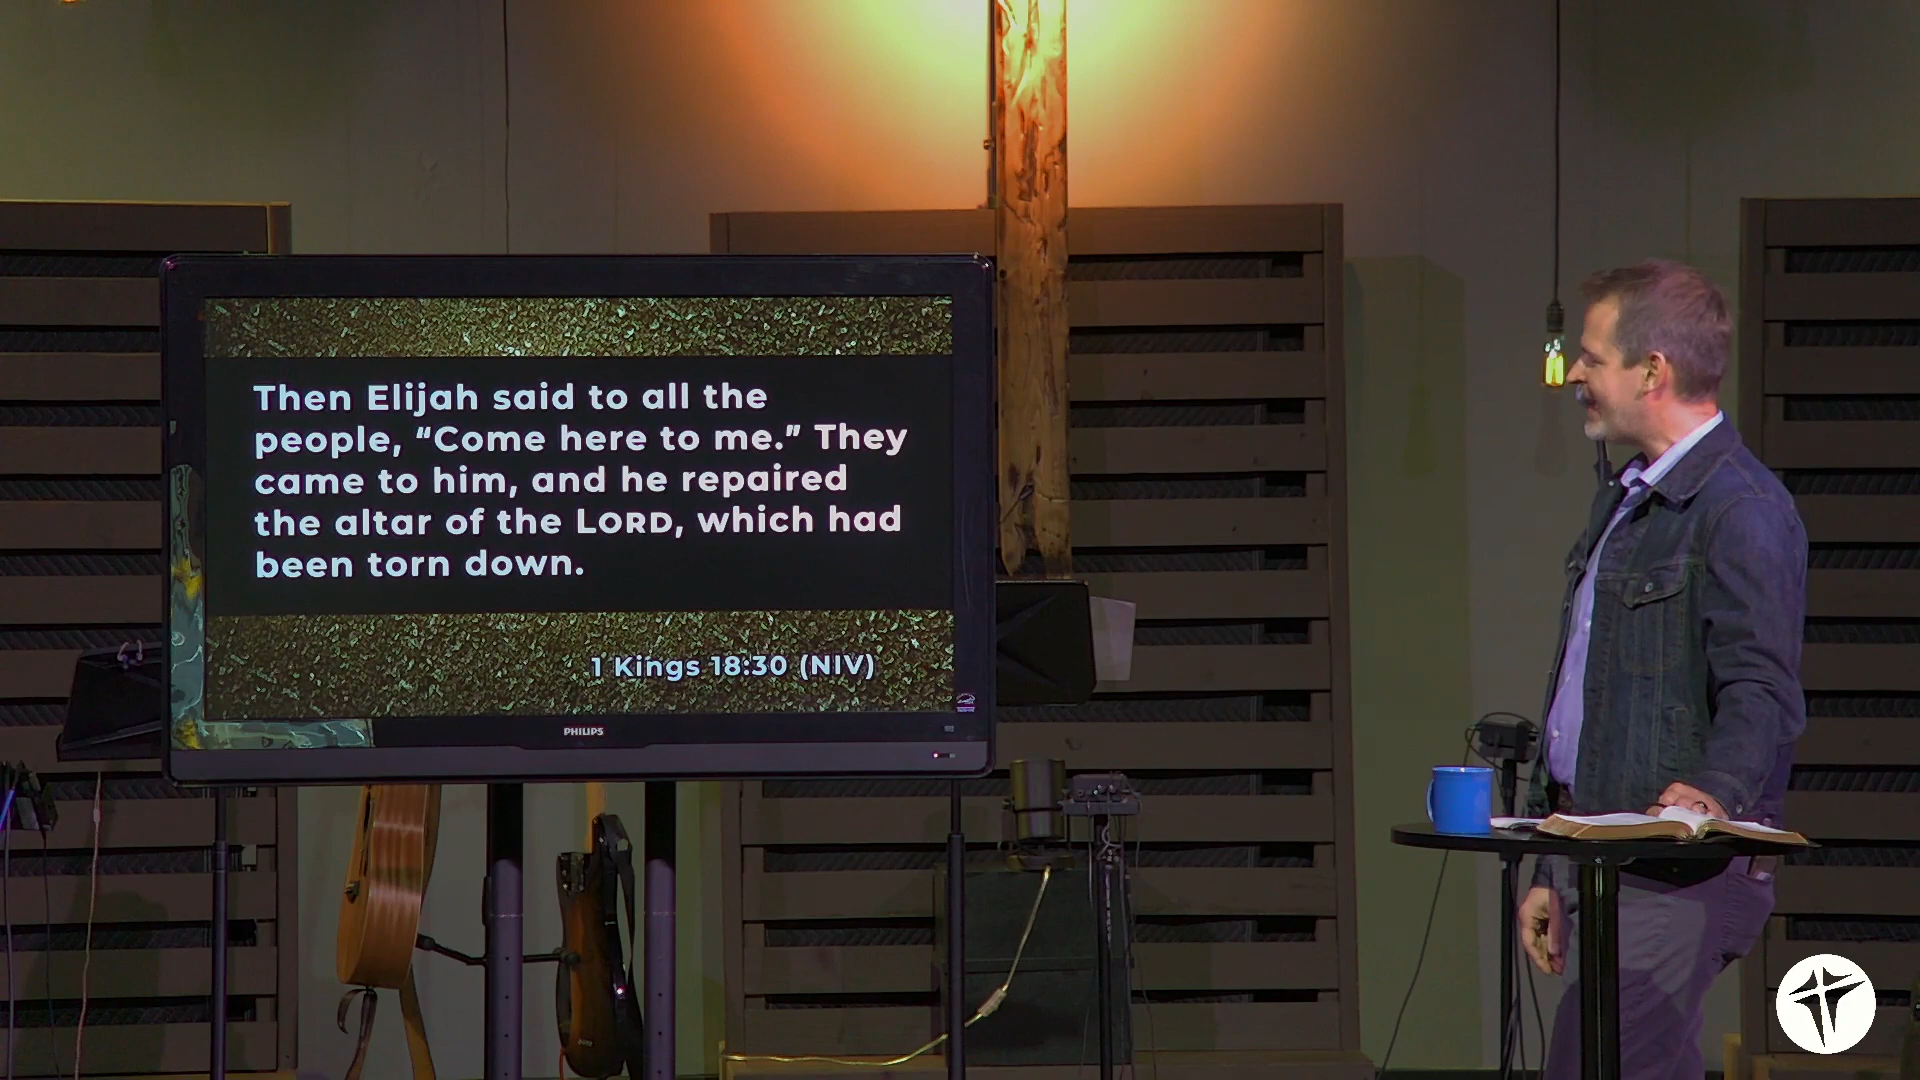 Then Elijah said to all the
people, “Come here to me.” They
came to him, and he repaired
the altar of the LORD, which had
been torn down.
1 Kings 18:30 (NIV)
PHILIPS